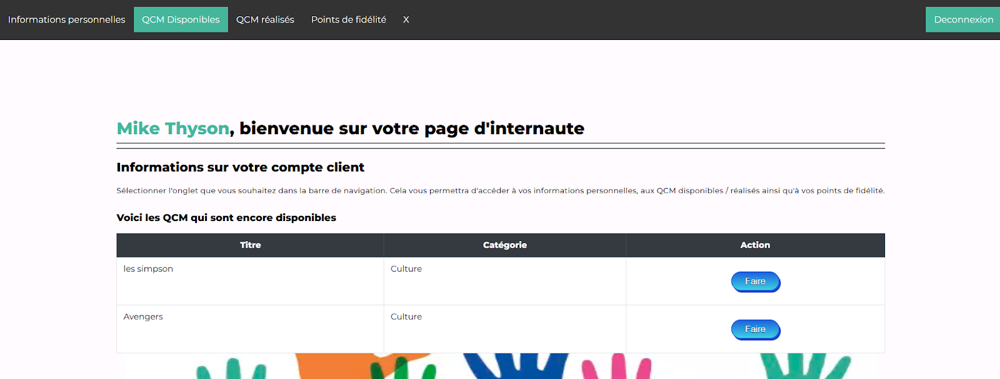 Informations personnelles QCM Disponibles QCM réalisés Points de fidélité X Deconnexion
Mike Thyson, bienvenue sur votre page d'internaute
Informations sur votre compte client
Sélectionner l'onglet que vous souhaitez dans la barre de navigation. Cela vous permettra d'accéder à vos informations personnelles, aux QCM disponibles / réalisés ainsi qu'à vos points de fidélité.
Voici les QCM qui sont encore disponibles
Titre Catégorie Action
les simpson Culture Faire
Avengers Culture Faire